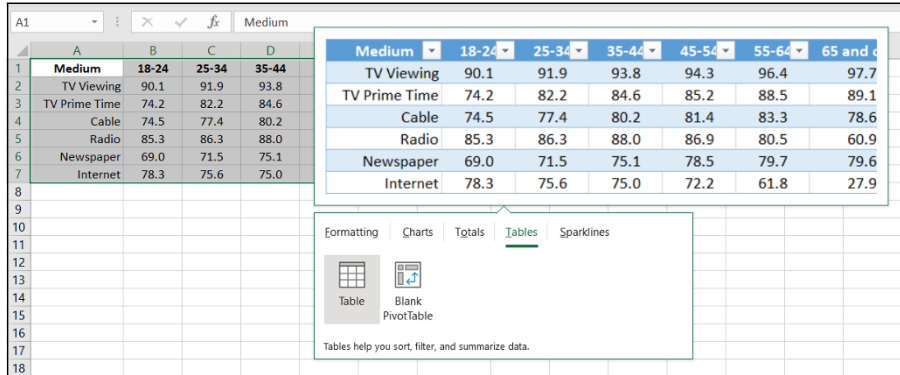 A1 fx Medium
A B C D
1 Medium 18-24 25-34 35-44
2 TV Viewing 90.1 91.9 93.8
3 TV Prime Time 74.2 82.2 84.6
4 Cable 74.5 77.4 80.2
5 Radio 85.3 86.3 88.0
6 Newspaper 69.0 71.5 75.1
7 Internet 78.3 75.6 75.0
8
9
10
11
12
13
14
15
16
17
18
Medium 18-24 25-34 35-44 45-54 55-64 65 and o
TV Viewing 90.1 91.9 93.8 94.3 96.4 97.7
TV Prime Time 74.2 82.2 84.6 85.2 88.5 89.1
Cable 74.5 77.4 80.2 81.4 83.3 78.6
Radio 85.3 86.3 88.0 86.9 80.5 60.9
Newspaper 69.0 71.5 75.1 78.5 79.7 79.6
Internet 78.3 75.6 75.0 72.2 61.8 27.9
Formatting Charts Totals Tables Sparklines
Table Blank
PivotTable
Tables help you sort, filter, and summarize data.